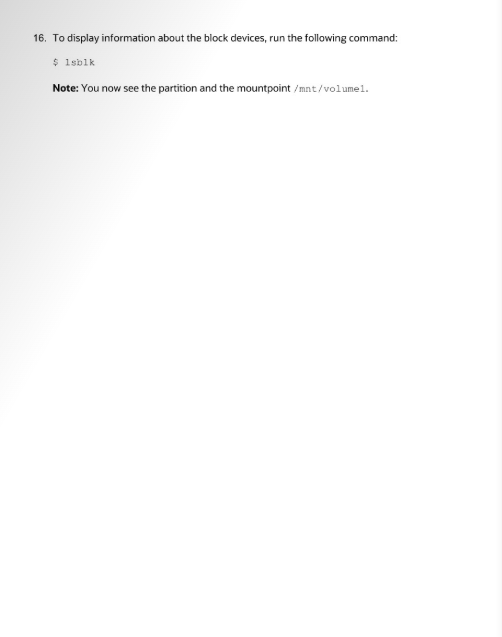 16. To display information about the block devices, run the following command:
$ lsblk
Note: You now see the partition and the mountpoint /mnt/volume1.